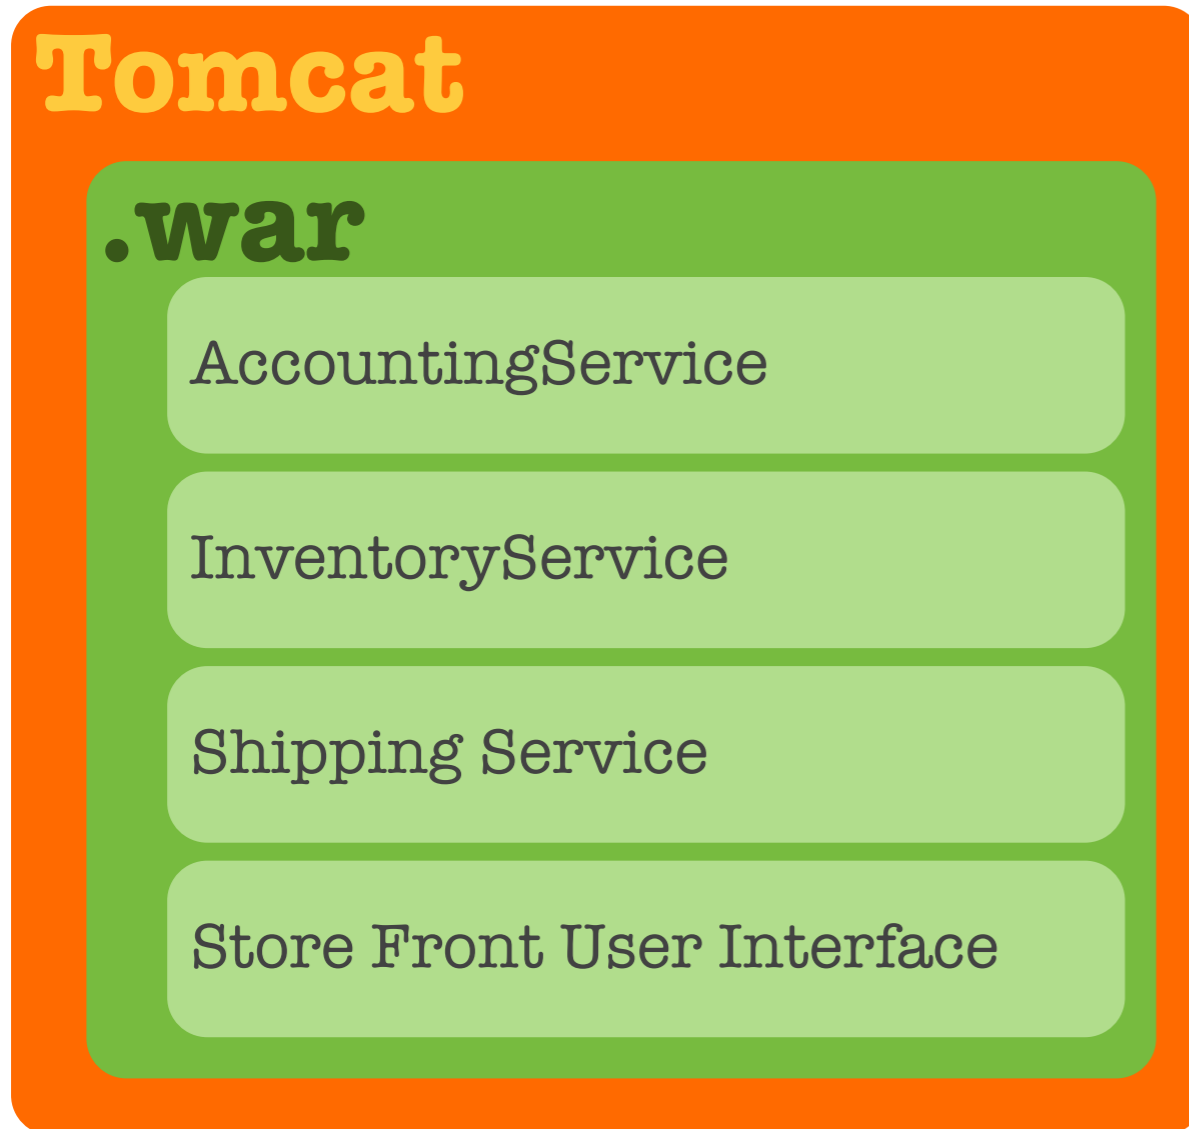 Tomcat
.war
AccountingService
InventoryService
Shipping Service
Store Front User Interface